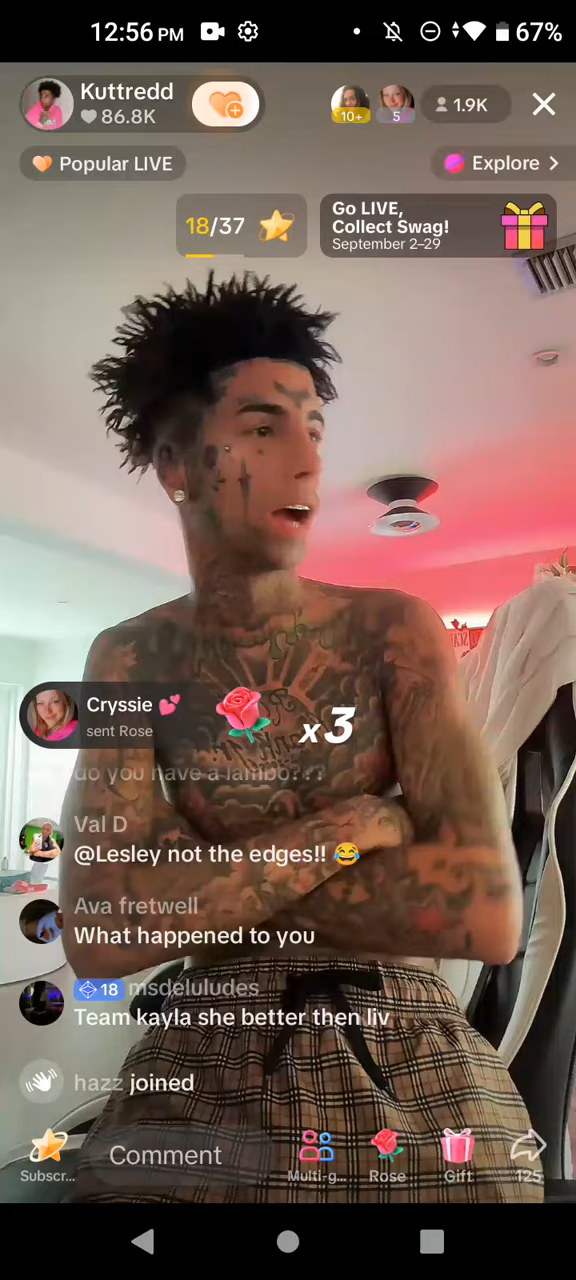 12:56 PM
67%
Kuttredd
86.8K
10+
5
1.9K
Popular LIVE
Explore >
18/37
Go LIVE,
Collect Swag!
September 2–29
Cryssie 💕
sent Rose
x3
do you have a lambo???
Val D
@Lesley not the edges!! 😂
Ava fretwell
What happened to you
18 msdeluludes
Team kayla she better then liv
hazz joined
Subscr...
Comment
Multi-g...
Rose
Gift
125